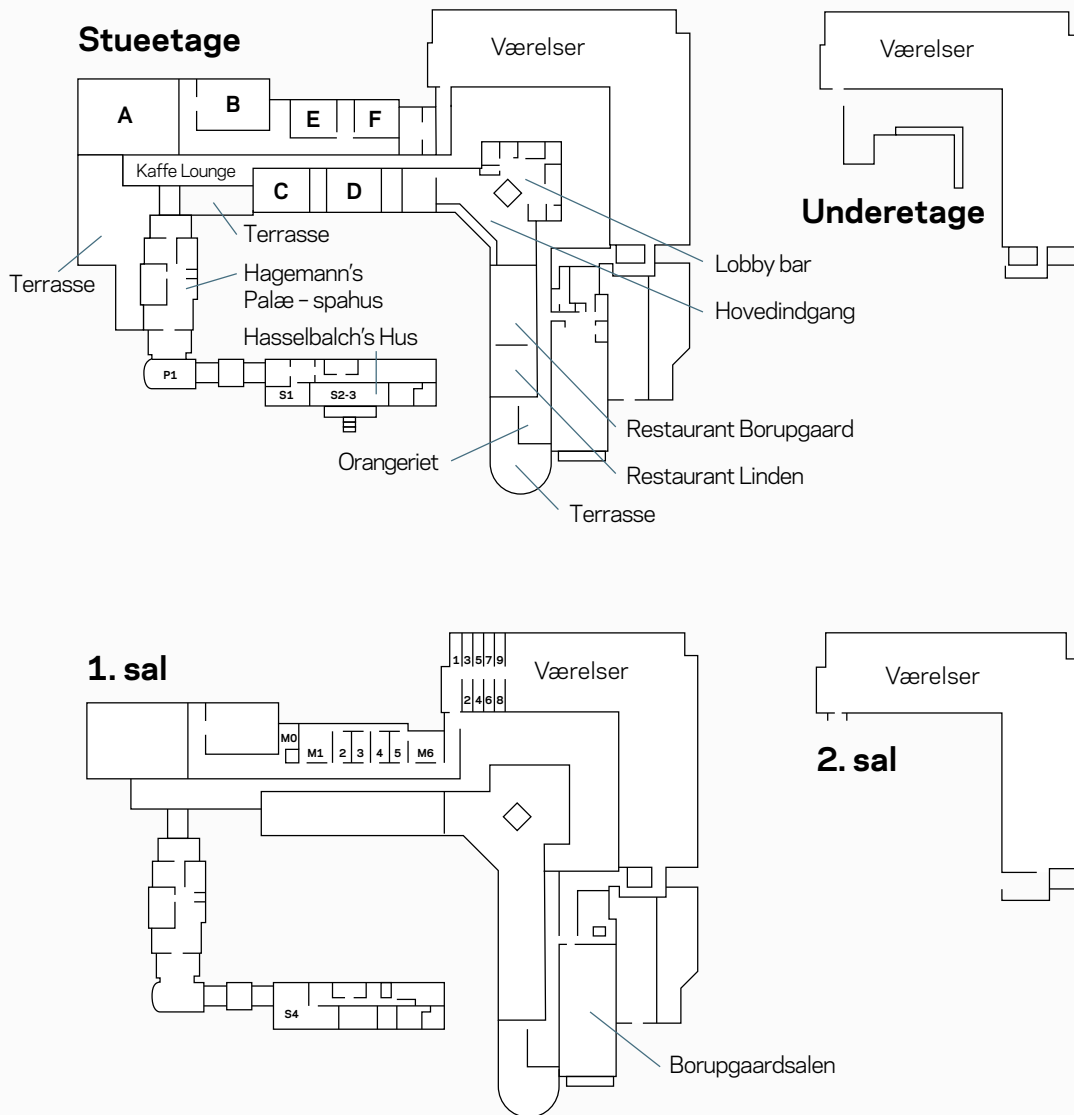 Stueetage
Værelser
A
B
E
F
Kaffe Lounge
C
D
Terrasse
Terrasse
Hagemann's
Palæ – spahus
Hasselbalch's Hus
P1
S1
S2-3
Orangeriet
Lobby bar
Hovedindgang
Restaurant Borupgaard
Restaurant Linden
Terrasse
Værelser
Underetage
1. sal
1 3 5 7 9
2 4 6 8
Værelser
M0
M1
2
3
4
5
M6
S4
Borupgaardsalen
Værelser
2. sal